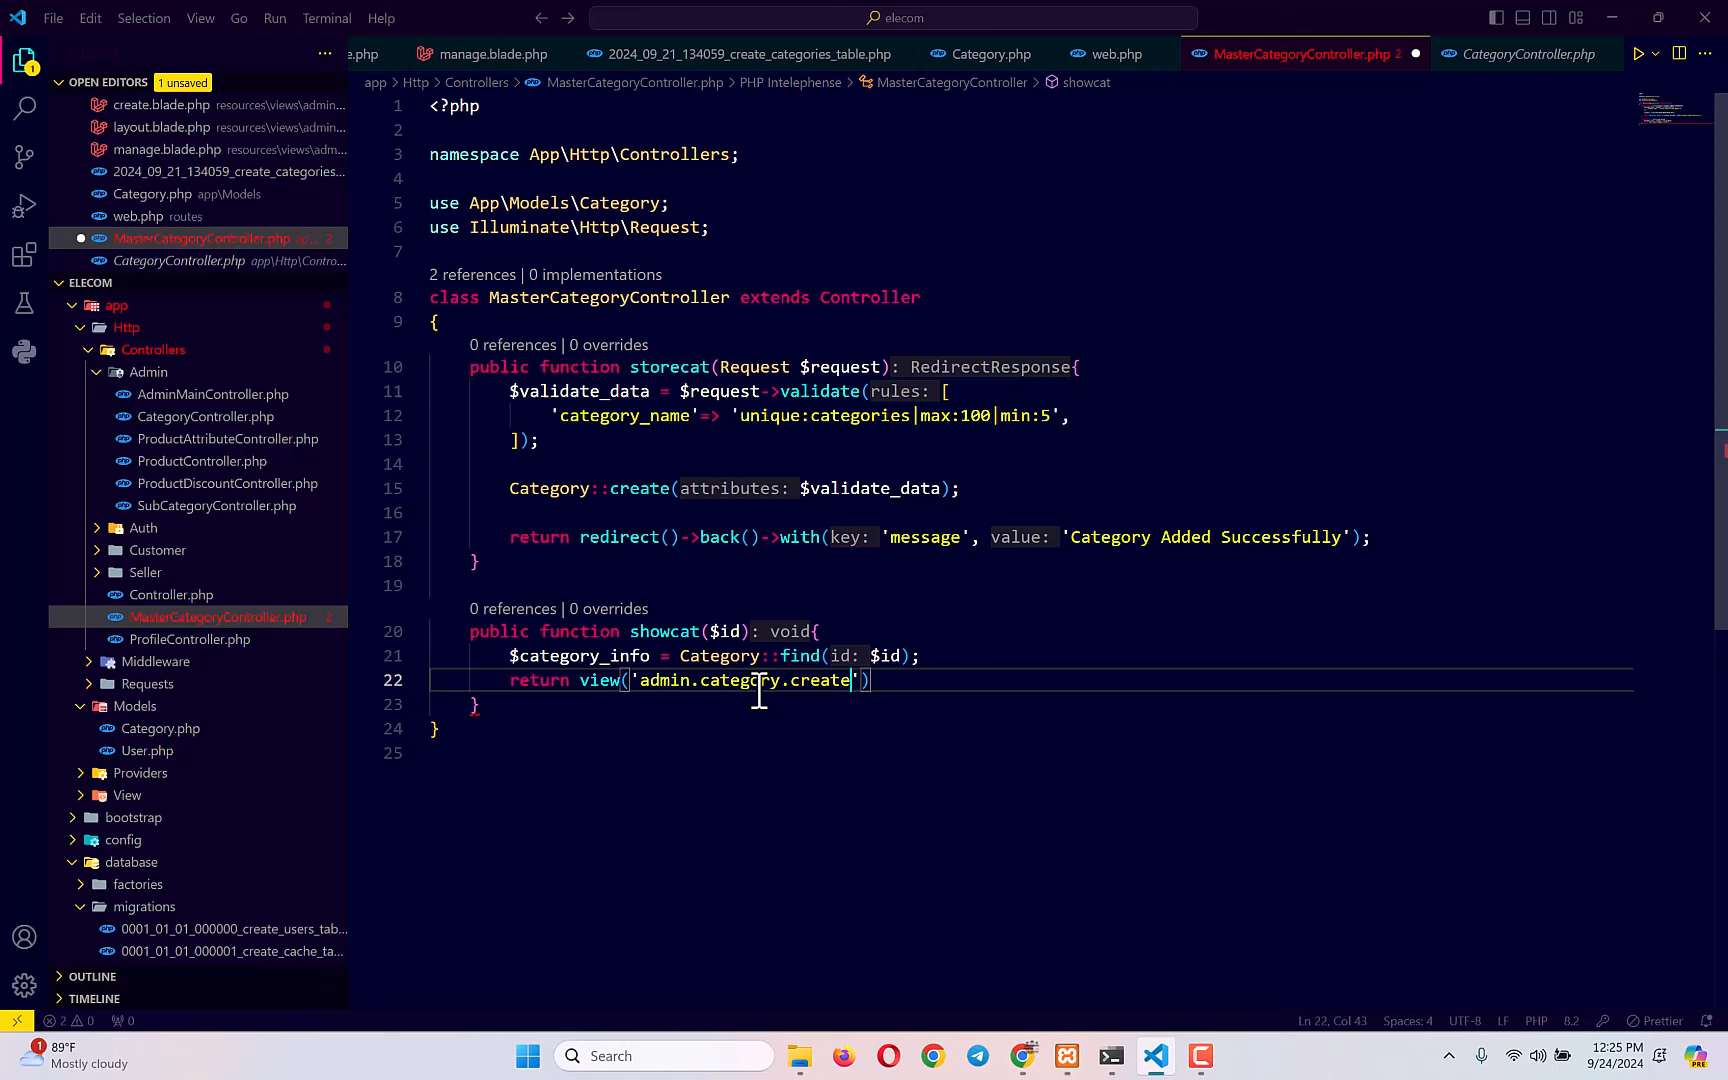 File Edit Selection View Go Run Terminal Help
elecom
e.php manage.blade.php 2024_09_21_134059_create_categories_table.php Category.php web.php MasterCategoryController.php 2 CategoryController.php
app > Http > Controllers > MasterCategoryController.php > PHP Intelephense > MasterCategoryController > showcat
OPEN EDITORS 1 unsaved
create.blade.php resources\views\admin...
layout.blade.php resources\views\admin...
manage.blade.php resources\views\adm...
2024_09_21_134059_create_categories...
Category.php app\Models
web.php routes
MasterCategoryController.php ap... 2
CategoryController.php app\Http\Contro...
ELECOM
app
Http
Controllers
Admin
AdminMainController.php
CategoryController.php
ProductAttributeController.php
ProductController.php
ProductDiscountController.php
SubCategoryController.php
Auth
Customer
Seller
Controller.php
MasterCategoryController.php 2
ProfileController.php
Middleware
Requests
Models
Category.php
User.php
Providers
View
bootstrap
config
database
factories
migrations
0001_01_01_000000_create_users_tab...
0001_01_01_000001_create_cache_ta...
OUTLINE
TIMELINE
1 <?php
2
3 namespace App\Http\Controllers;
4
5 use App\Models\Category;
6 use Illuminate\Http\Request;
7
2 references | 0 implementations
8 class MasterCategoryController extends Controller
9 {
0 references | 0 overrides
10 public function storecat(Request $request): RedirectResponse{
11 $validate_data = $request->validate(rules: [
12 'category_name'=> 'unique:categories|max:100|min:5',
13 ]);
14
15 Category::create(attributes: $validate_data);
16
17 return redirect()->back()->with(key: 'message', value: 'Category Added Successfully');
18 }
19
0 references | 0 overrides
20 public function showcat($id): void{
21 $category_info = Category::find(id: $id);
22 return view('admin.category.create')
23 }
24 }
25
2 0 0 Ln 22, Col 43 Spaces: 4 UTF-8 LF PHP 8.2 Prettier
1 89°F
Mostly cloudy
Search
12:25 PM
9/24/2024
PRE